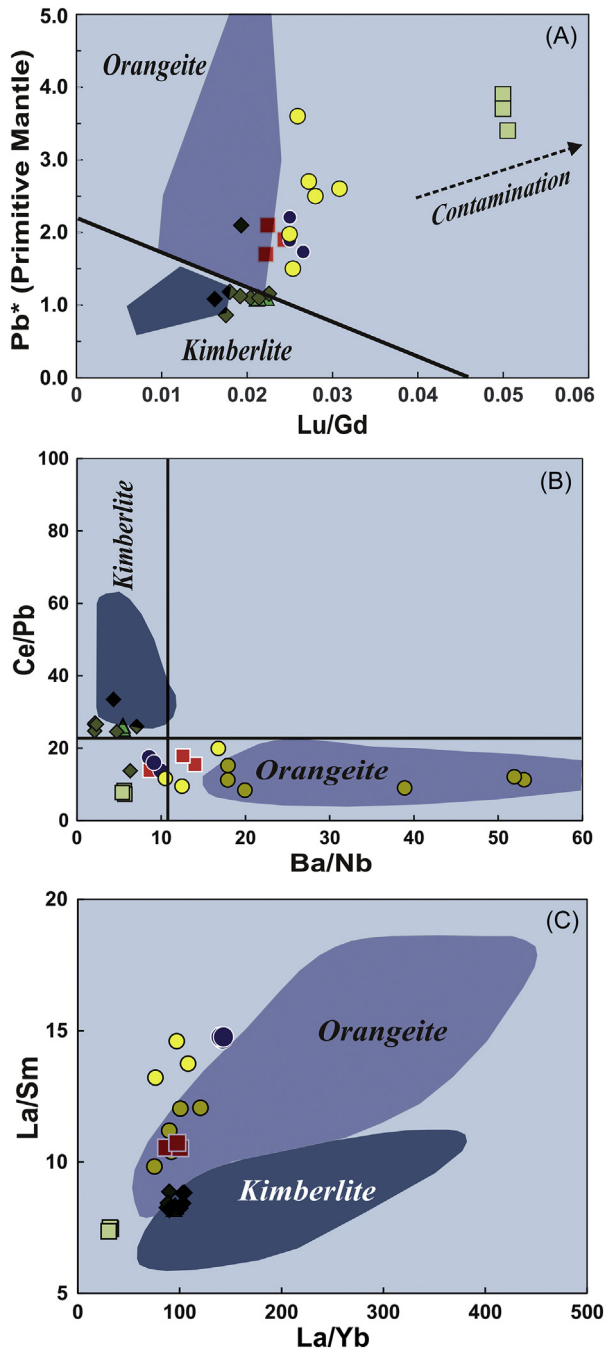 (A)
Pb* (Primitive Mantle)
5.0
4.0
3.0
2.0
1.0
0.0
Orangeite
Contamination
Kimberlite
0 0.01 0.02 0.03 0.04 0.05 0.06
Lu/Gd
(B)
Ce/Pb
100
80
60
40
20
0
Kimberlite
Orangeite
0 10 20 30 40 50 60
Ba/Nb
(C)
La/Sm
20
15
10
5
Orangeite
Kimberlite
0 100 200 300 400 500
La/Yb